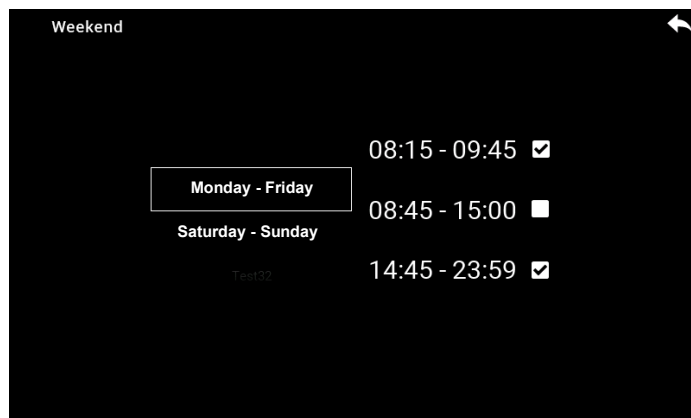 Weekend
Monday - Friday
Saturday - Sunday
Test32
08:15 - 09:45
08:45 - 15:00
14:45 - 23:59